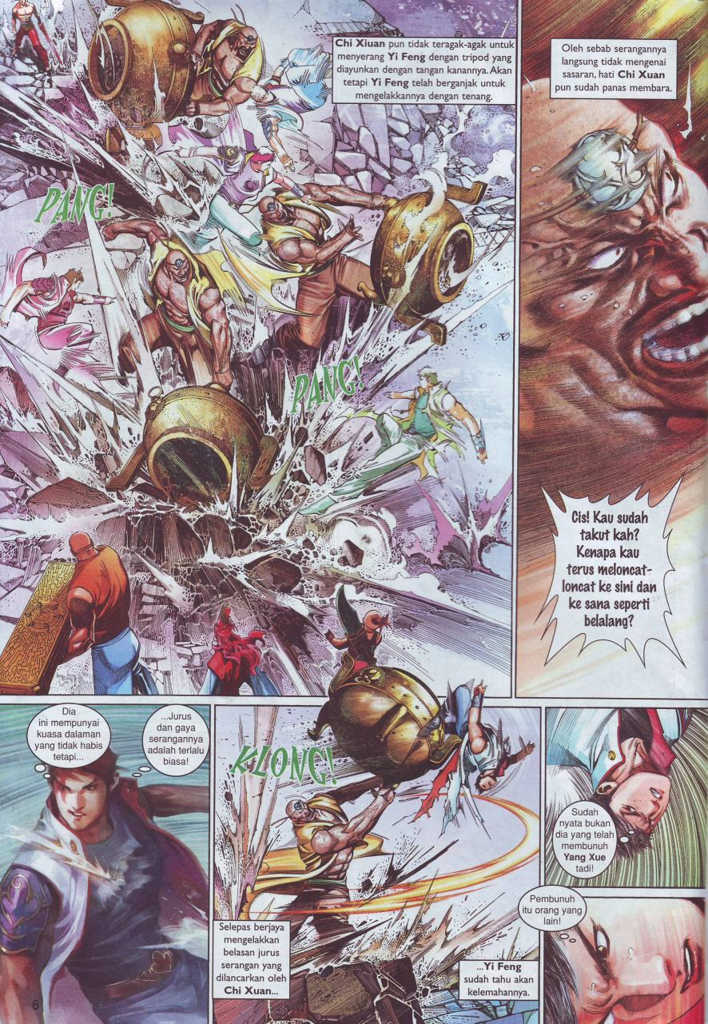 Chi Xiuan pun tidak teragak-agak untuk
menyerang Yi Feng dengan tripod yang
diayunkan dengan tangan kanannya. Akan
tetapi Yi Feng telah berganjak untuk
mengelakkannya dengan tenang.
Oleh sebab serangannya
langsung tidak mengenai
sasaran, hati Chi Xuan
pun sudah panas membara.
PANG!
PANG!
Cis! Kau sudah
takut kah?
Kenapa kau
terus meloncat-
loncat ke sini dan
ke sana seperti
belalang?
Dia
ini mempunyai
kuasa dalaman
yang tidak habis
tetapi...
...Jurus
dan gaya
serangannya
adalah terlalu
biasa!
KLONG!
Selepas berjaya
mengelakkan
belasan jurus
serangan yang
dilancarkan oleh
Chi Xuan...
...Yi Feng
sudah tahu akan
kelemahannya.
Sudah
nyata bukan
dia yang telah
membunuh
Yang Xue
tadi!
Pembunuh
itu orang yang
lain!
6